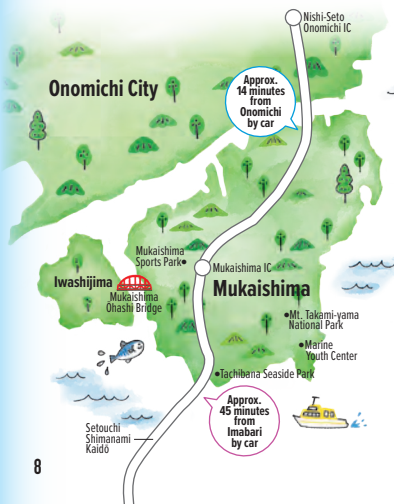 Nishi-Seto
Onomichi IC
Onomichi City
Approx.
14 minutes
from
Onomichi
by car
Mukaishima
Sports Park
Mukaishima IC
Iwashijima
Mukaishima
Ohashi Bridge
Mukaishima
Mt. Takami-yama
National Park
Marine
Youth Center
Tachibana Seaside Park
Approx.
45 minutes
from
Imabari
by car
Setouchi
Shimanami
Kaidō
8